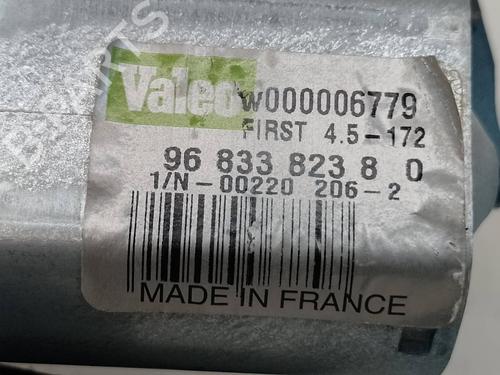 Valeo W000006779
FIRST 4.5-172
96 833 823 8 0
1/N-00220 206-2
MADE IN FRANCE